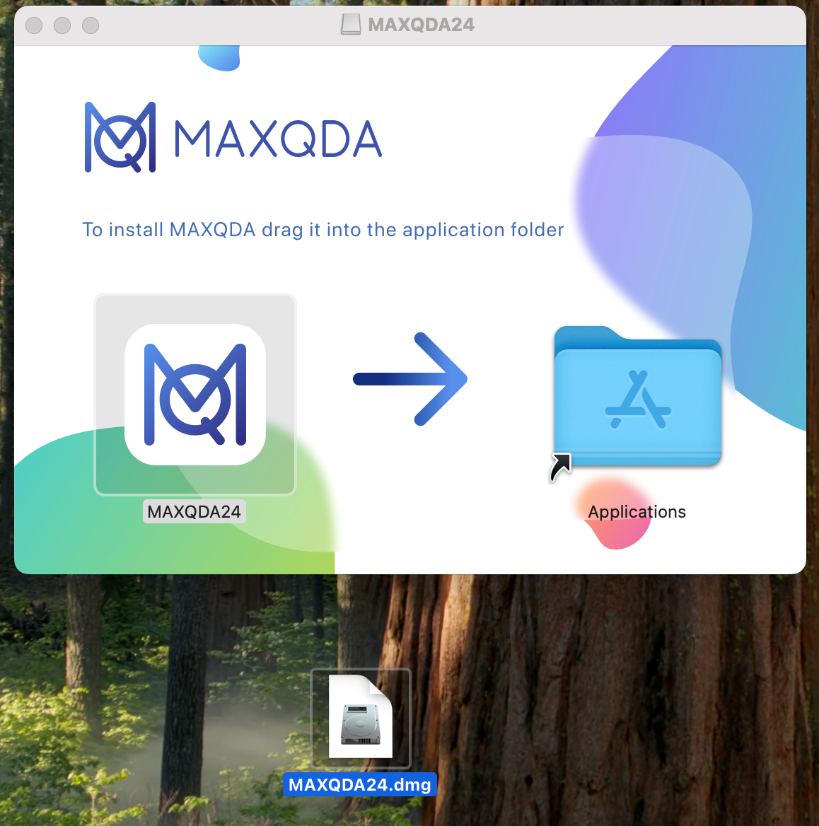 MAXQDA24
MAXQDA
To install MAXQDA drag it into the application folder
MAXQDA24
Applications
MAXQDA24.dmg